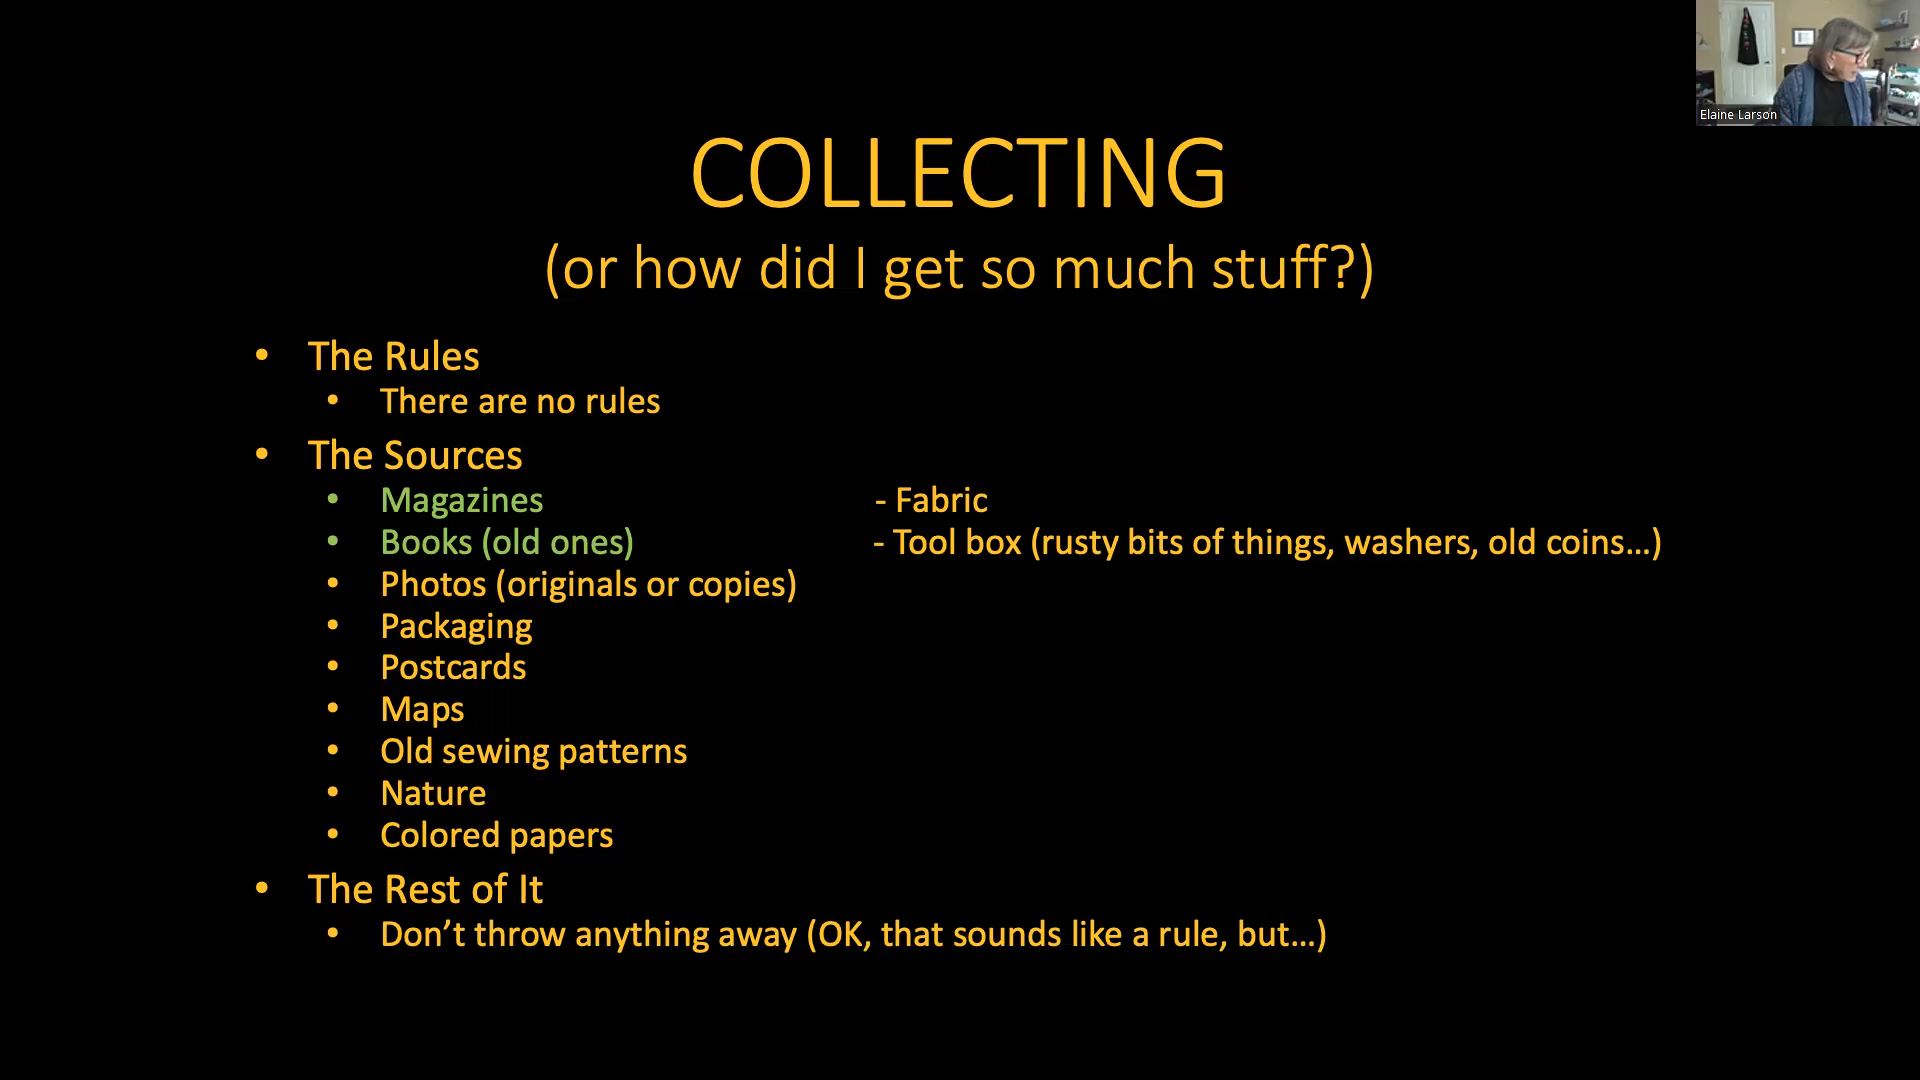 Elaine Larson
COLLECTING
(or how did I get so much stuff?)
• The Rules
• There are no rules
• The Sources
• Magazines - Fabric
• Books (old ones) - Tool box (rusty bits of things, washers, old coins…)
• Photos (originals or copies)
• Packaging
• Postcards
• Maps
• Old sewing patterns
• Nature
• Colored papers
• The Rest of It
• Don’t throw anything away (OK, that sounds like a rule, but…)